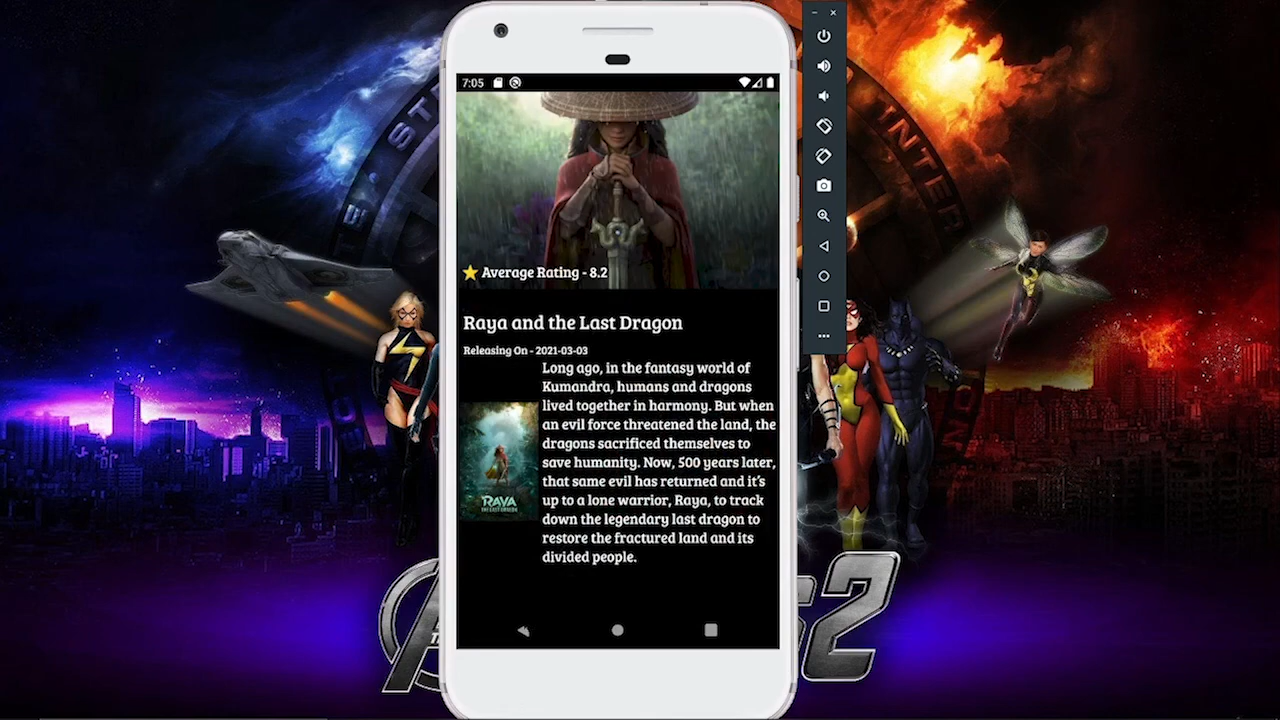 7:05
Average Rating - 8.2
Raya and the Last Dragon
Releasing On - 2021-03-03
Long ago, in the fantasy world of
Kumandra, humans and dragons
lived together in harmony. But when
an evil force threatened the land, the
dragons sacrificed themselves to
save humanity. Now, 500 years later,
that same evil has returned and it's
up to a lone warrior, Raya, to track
down the legendary last dragon to
restore the fractured land and its
divided people.
RAYA
THE LAST DRAGON
2